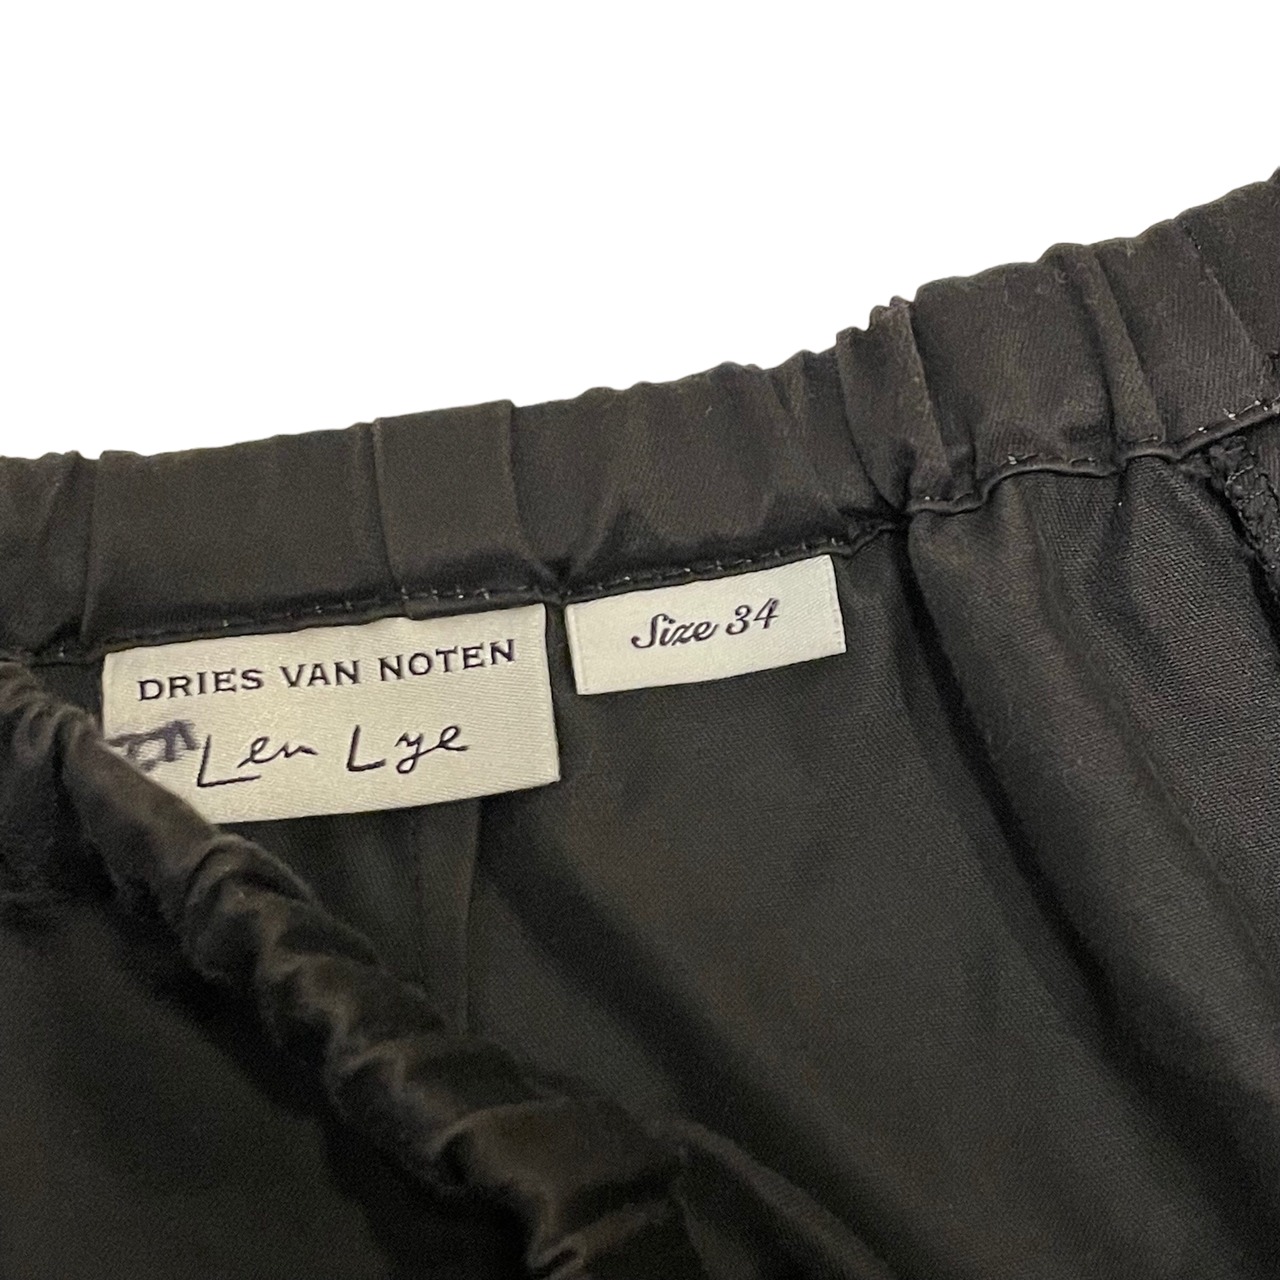 DRIES VAN NOTEN
Len Lye
Size 34